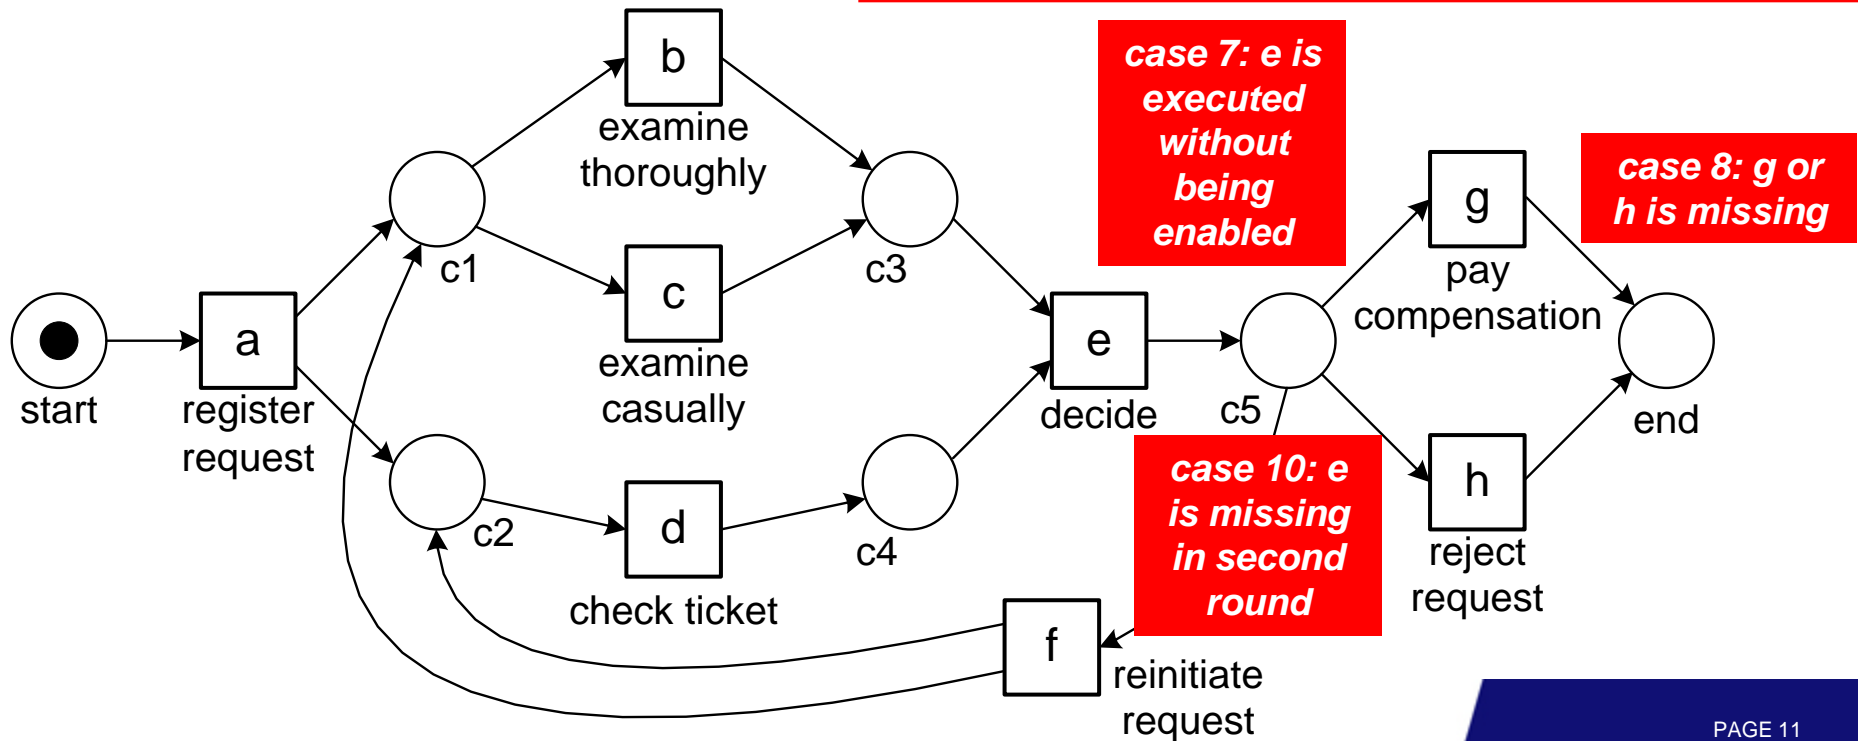 b
examine
thoroughly
case 7: e is
executed
without
being
enabled
g
pay
compensation
case 8: g or
h is missing
c1
c
examine
casually
c3
start
a
register
request
e
decide
c5
end
c2
d
check ticket
c4
case 10: e
is missing
in second
round
h
reject
request
f
reinitiate
request
PAGE 11